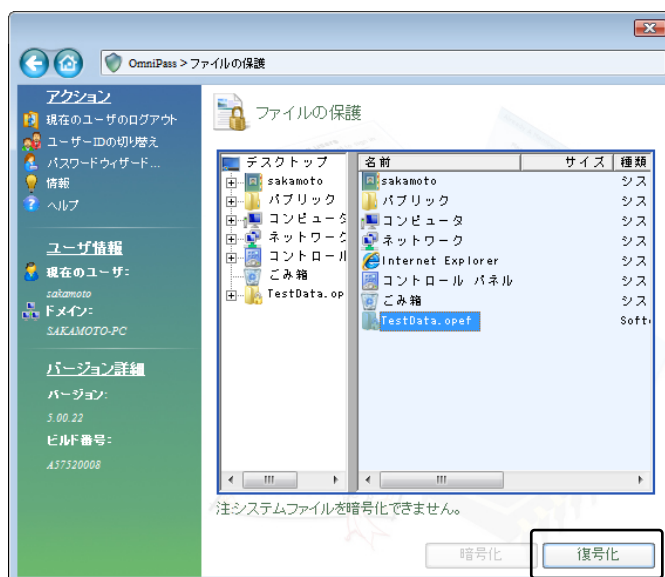 OmniPass > ファイルの保護
アクション
現在のユーザのログアウト
ユーザーIDの切り替え
パスワードウィザード...
情報
ヘルプ
ユーザ情報
現在のユーザ:
sakamoto
ドメイン:
SAKAMOTO-PC
バージョン詳細
バージョン:
5.00.22
ビルド番号:
A57520008
ファイルの保護
デスクトップ
sakamoto
パブリック
コンピュータ
ネットワーク
コントロール
ごみ箱
TestData.op
名前 サイズ 種類
sakamoto シス
パブリック シス
コンピュータ シス
ネットワーク シス
Internet Explorer シス
コントロール パネル シス
ごみ箱 シス
TestData.opef Soft
注システムファイルを暗号化できません。
暗号化 復号化